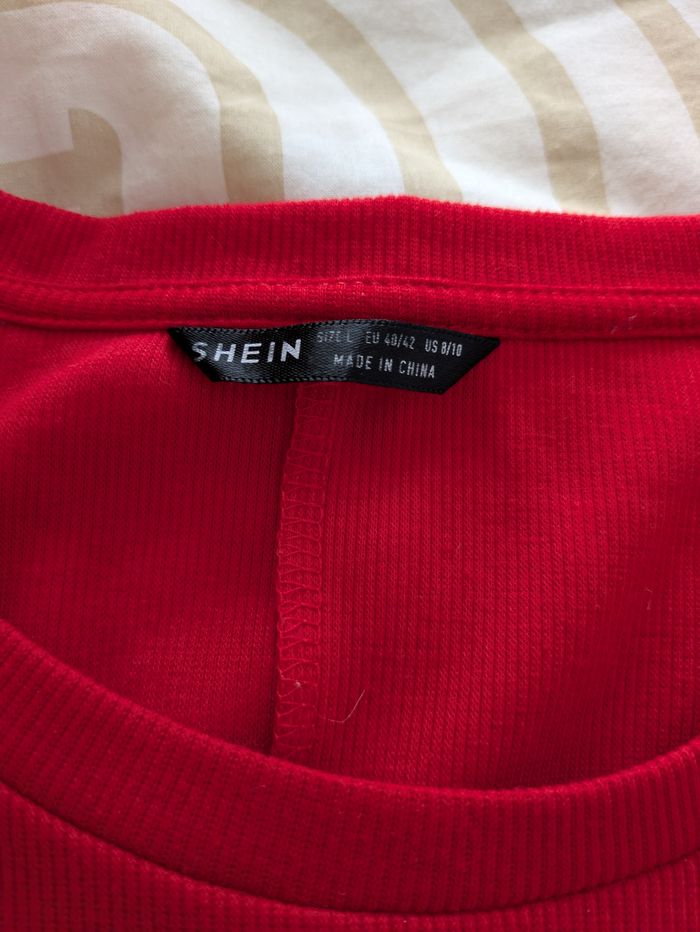 SHEIN
SIZE L EU 40/42 US 8/10
MADE IN CHINA